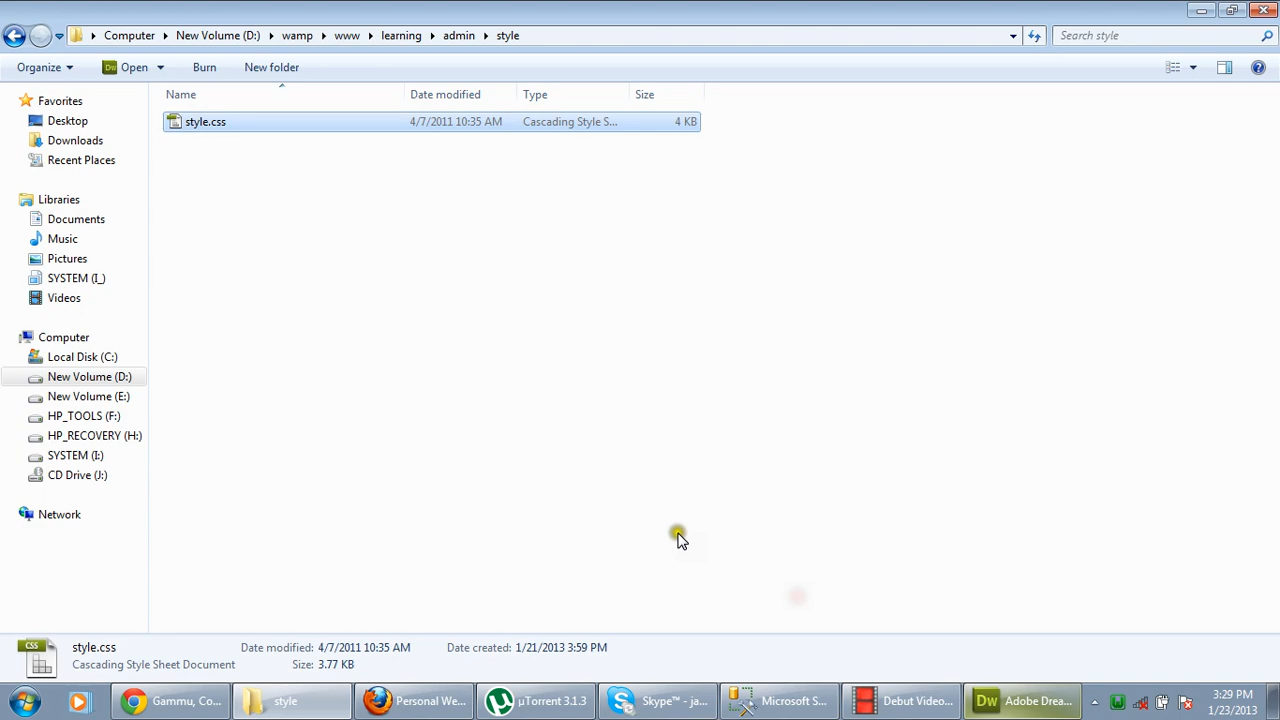 Computer New Volume (D:) wamp www learning admin style
Search style
Organize Open Burn New folder
Name Date modified Type Size
style.css 4/7/2011 10:35 AM Cascading Style S... 4 KB
Favorites
Desktop
Downloads
Recent Places
Libraries
Documents
Music
Pictures
SYSTEM (I_)
Videos
Computer
Local Disk (C:)
New Volume (D:)
New Volume (E:)
HP_TOOLS (F:)
HP_RECOVERY (H:)
SYSTEM (I:)
CD Drive (J:)
Network
CSS
style.css Date modified: 4/7/2011 10:35 AM Date created: 1/21/2013 3:59 PM
Cascading Style Sheet Document Size: 3.77 KB
Gammu, Co... style Personal We... µTorrent 3.1.3 Skype™ - ja... Microsoft S... Debut Video... Dw Adobe Drea...
3:29 PM
1/23/2013